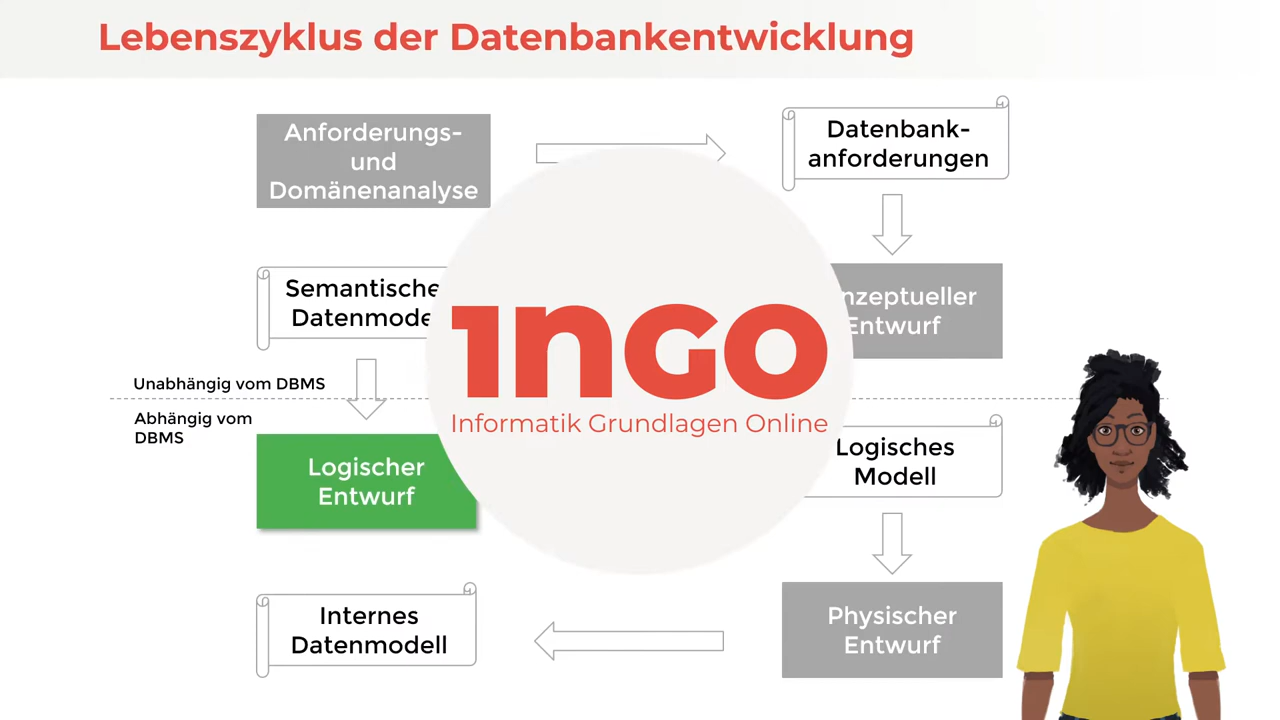 Lebenszyklus der Datenbankentwicklung
Anforderungs-
und
Domänenanalyse
Datenbank-
anforderungen
Semantische
Datenmode
nzeptueller
Entwurf
1NGO
Informatik Grundlagen Online
Unabhängig vom DBMS
Abhängig vom
DBMS
Logischer
Entwurf
Logisches
Modell
Internes
Datenmodell
Physischer
Entwurf